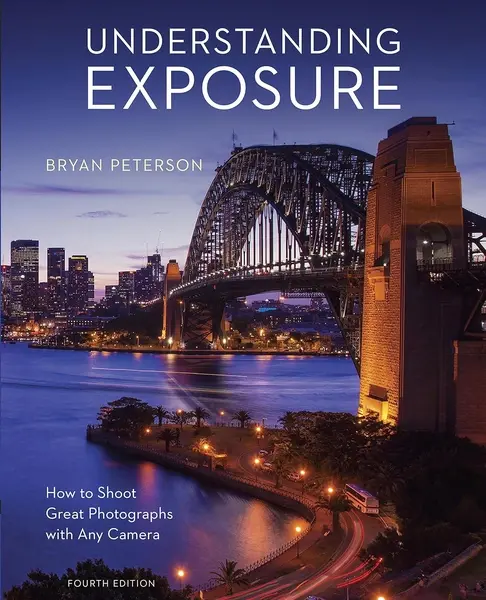 UNDERSTANDING
EXPOSURE
BRYAN PETERSON
How to Shoot
Great Photographs
with Any Camera
FOURTH EDITION